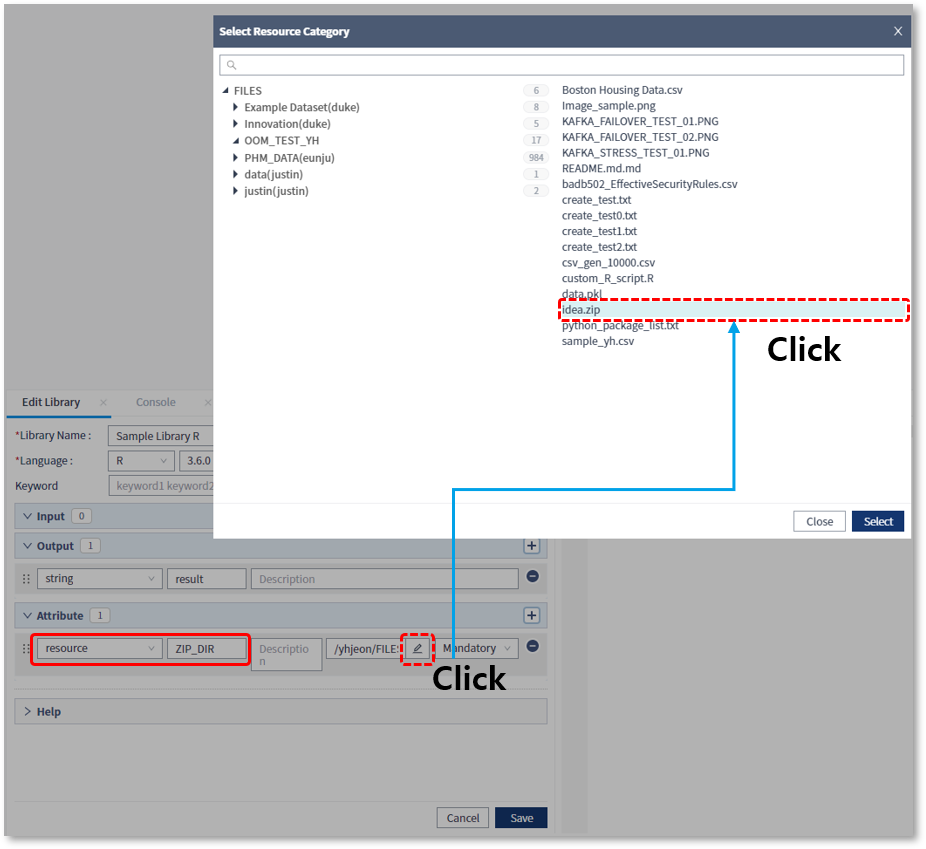 Select Resource Category
X
FILES
Example Dataset(duke)
Innovation(duke)
OOM_TEST_YH
PHM_DATA(eunju)
data(justin)
justin(justin)
6
8
5
17
984
1
2
Boston Housing Data.csv
Image_sample.png
KAFKA_FAILOVER_TEST_01.PNG
KAFKA_FAILOVER_TEST_02.PNG
KAFKA_STRESS_TEST_01.PNG
README.md.md
badb502_EffectiveSecurityRules.csv
create_test.txt
create_test0.txt
create_test1.txt
create_test2.txt
csv_gen_10000.csv
custom_R_script.R
data.pkl
idea.zip
python_package_list.txt
sample_yh.csv
Click
Close Select
Edit Library × Console ×
*Library Name : Sample Library R
*Language : R 3.6.0
Keyword keyword1 keyword2
Input 0
Output 1 +
string result Description
Attribute 1 +
resource ZIP_DIR Descriptio
n /yhjeon/FILES Mandatory
Click
Help
Cancel Save